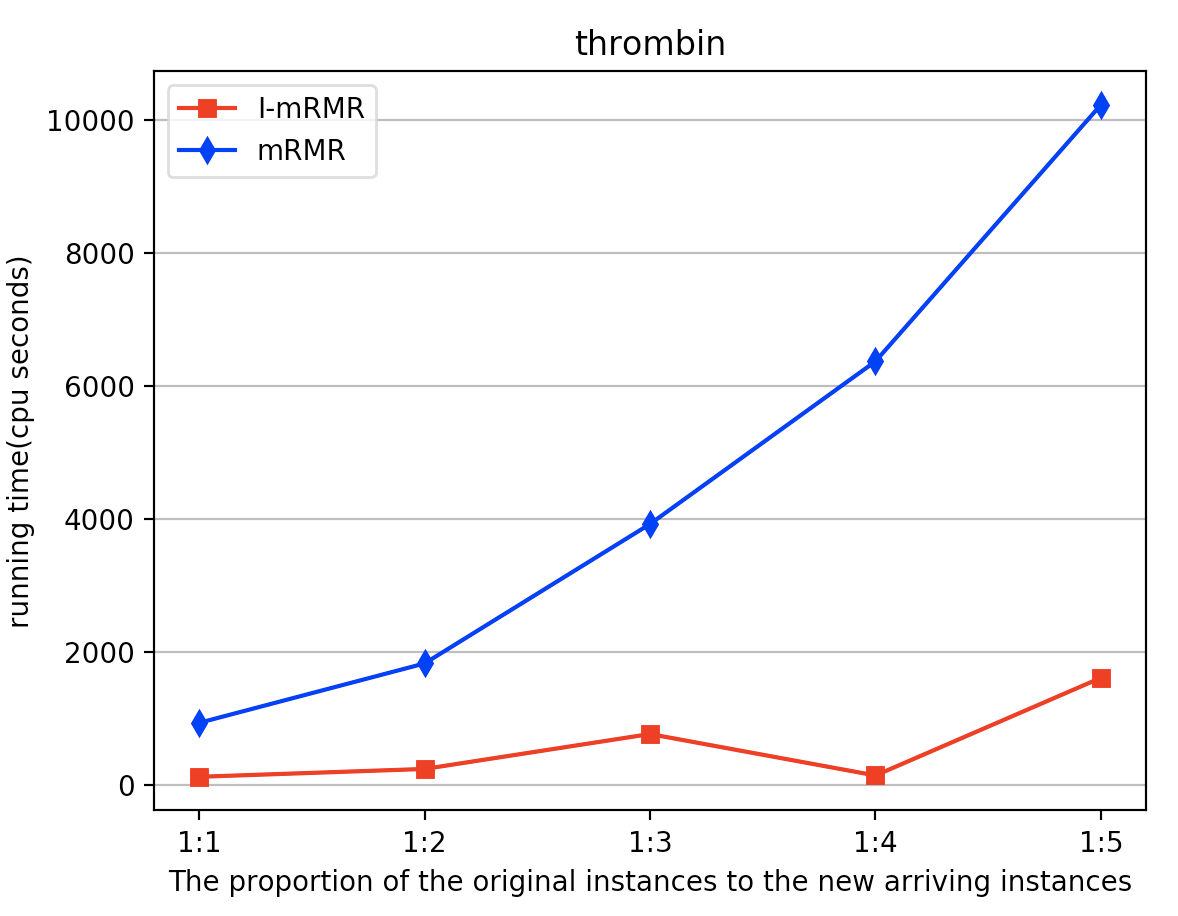 thrombin
I-mRMR
mRMR
10000
8000
6000
4000
2000
0
running time(cpu seconds)
1:1 1:2 1:3 1:4 1:5
The proportion of the original instances to the new arriving instances